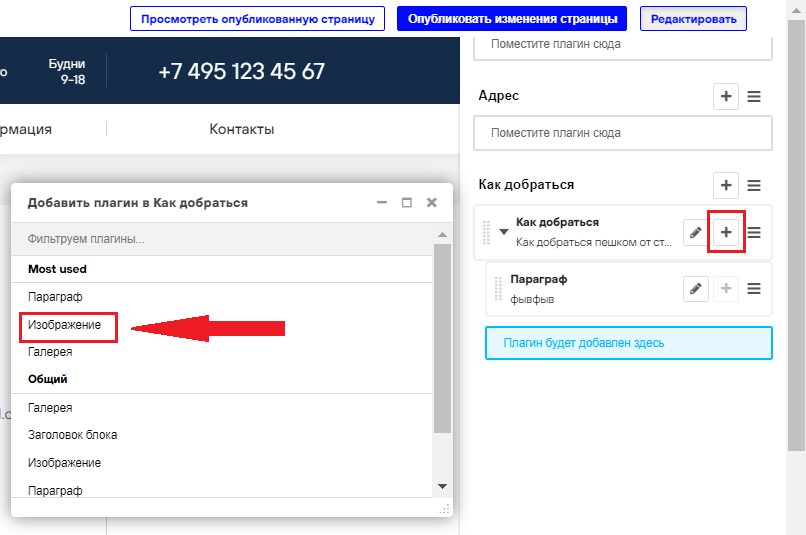 Просмотреть опубликованную страницу
Опубликовать изменения страницы
Редактировать
Будни
9-18
+7 495 123 45 67
Контакты
Поместите плагин сюда
Адрес
Поместите плагин сюда
Как добраться
Как добраться
Как добраться пешком от ст...
Параграф
фывфыв
Плагин будет добавлен здесь
Добавить плагин в Как добраться
Фильтруем плагины...
Most used
Параграф
Изображение
Галерея
Общий
Галерея
Заголовок блока
Изображение
Параграф